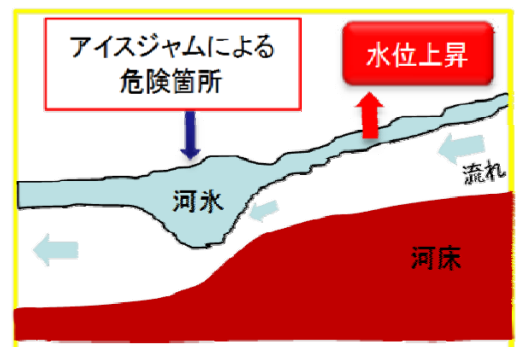 アイスジャムによる
危険箇所
水位上昇
流れ
河氷
河床